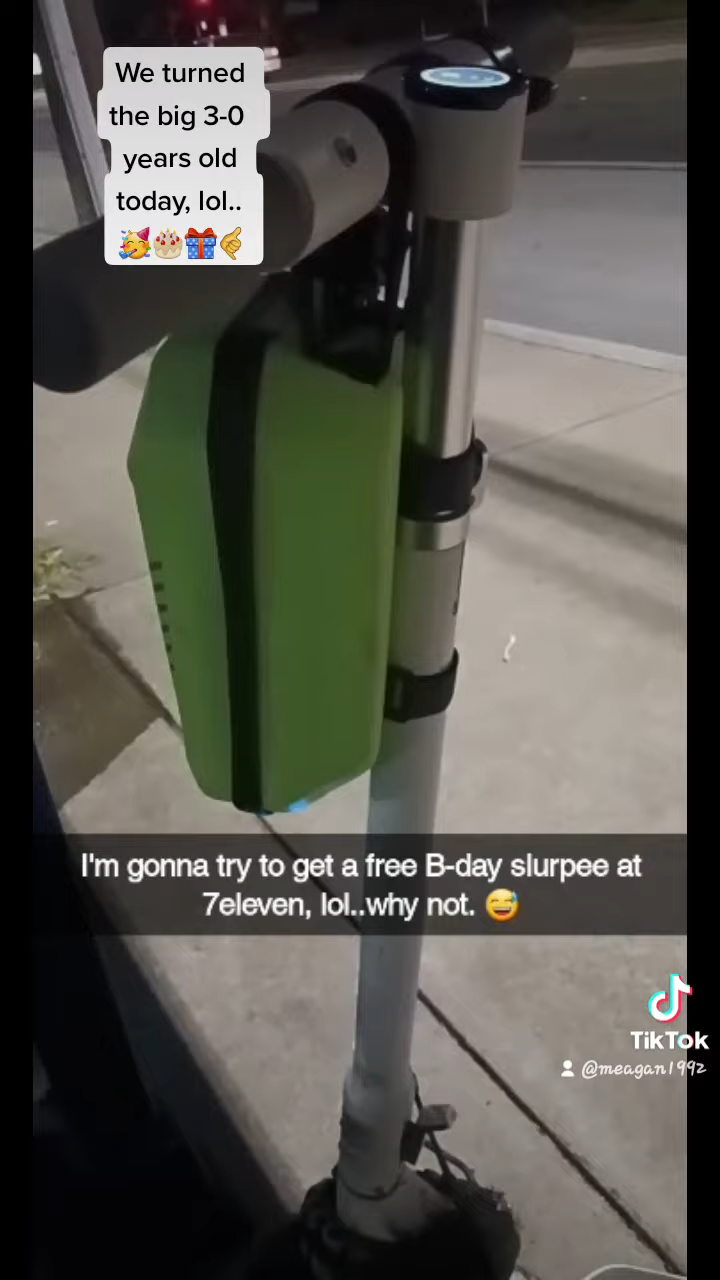 We turned
the big 3-0
years old
today, lol..
🥳🎂🎁🤙
I'm gonna try to get a free B-day slurpee at
7eleven, lol..why not. 😅
TikTok
@meagan1992